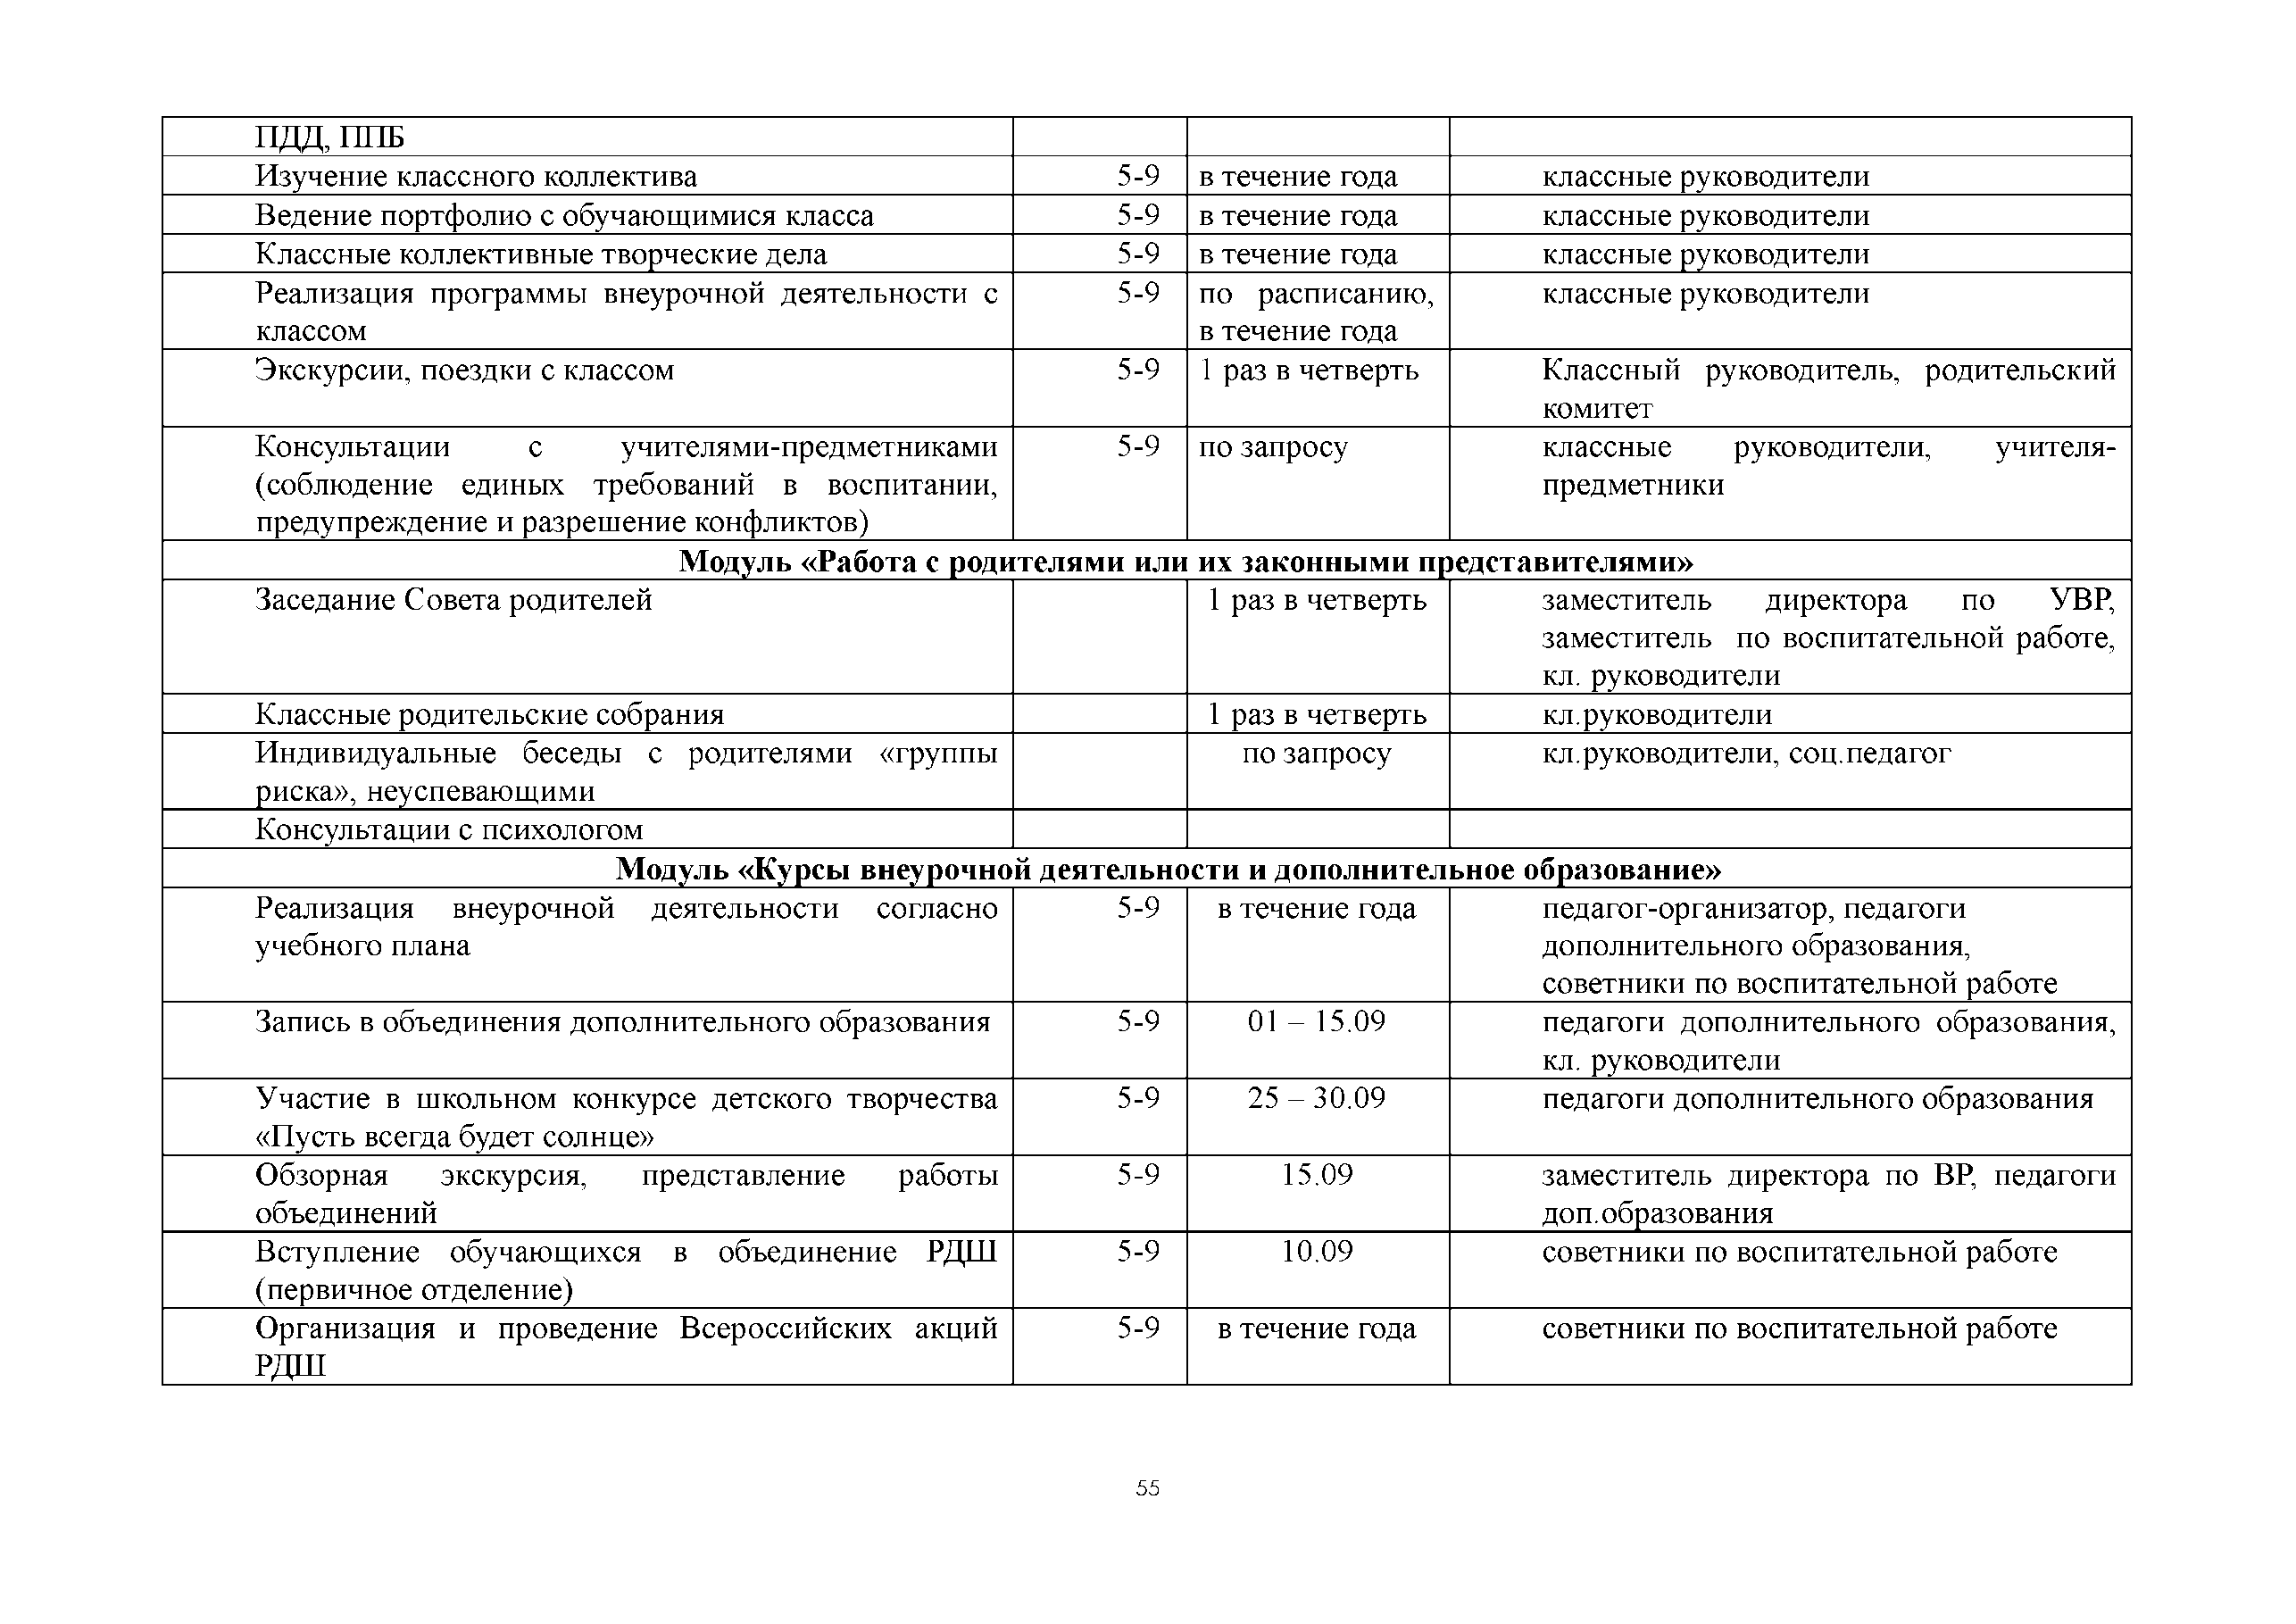 ПДД, ППБ
Изучение классного коллектива 5-9 в течение года классные руководители
Ведение портфолио с обучающимися класса 5-9 в течение года классные руководители
Классные коллективные творческие дела 5-9 в течение года классные руководители
Реализация программы внеурочной деятельности с 5-9 по расписанию, классные руководители
классом в течение года
Экскурсии, поездки с классом 5-9 1 раз в четверть Классный руководитель, родительский
комитет
Консультации с учителями-предметниками 5-9 по запросу классные руководители, учителя-
(соблюдение единых требований в воспитании, предметники
предупреждение и разрешение конфликтов)
Модуль «Работа с родителями или их законными представителями»
Заседание Совета родителей 1 раз в четверть заместитель директора по УВР,
заместитель по воспитательной работе,
кл. руководители
Классные родительские собрания 1 раз в четверть кл.руководители
Индивидуальные беседы с родителями «группы по запросу кл.руководители, соц.педагог
риска», неуспевающими
Консультации с психологом
Модуль «Курсы внеурочной деятельности и дополнительное образование»
Реализация внеурочной деятельности согласно 5-9 в течение года педагог-организатор, педагоги
учебного плана дополнительного образования,
советники по воспитательной работе
Запись в объединения дополнительного образования 5-9 01 – 15.09 педагоги дополнительного образования,
кл. руководители
Участие в школьном конкурсе детского творчества 5-9 25 – 30.09 педагоги дополнительного образования
«Пусть всегда будет солнце»
Обзорная экскурсия, представление работы 5-9 15.09 заместитель директора по ВР, педагоги
объединений доп.образования
Вступление обучающихся в объединение РДШ 5-9 10.09 советники по воспитательной работе
(первичное отделение)
Организация и проведение Всероссийских акций 5-9 в течение года советники по воспитательной работе
РДШ
55